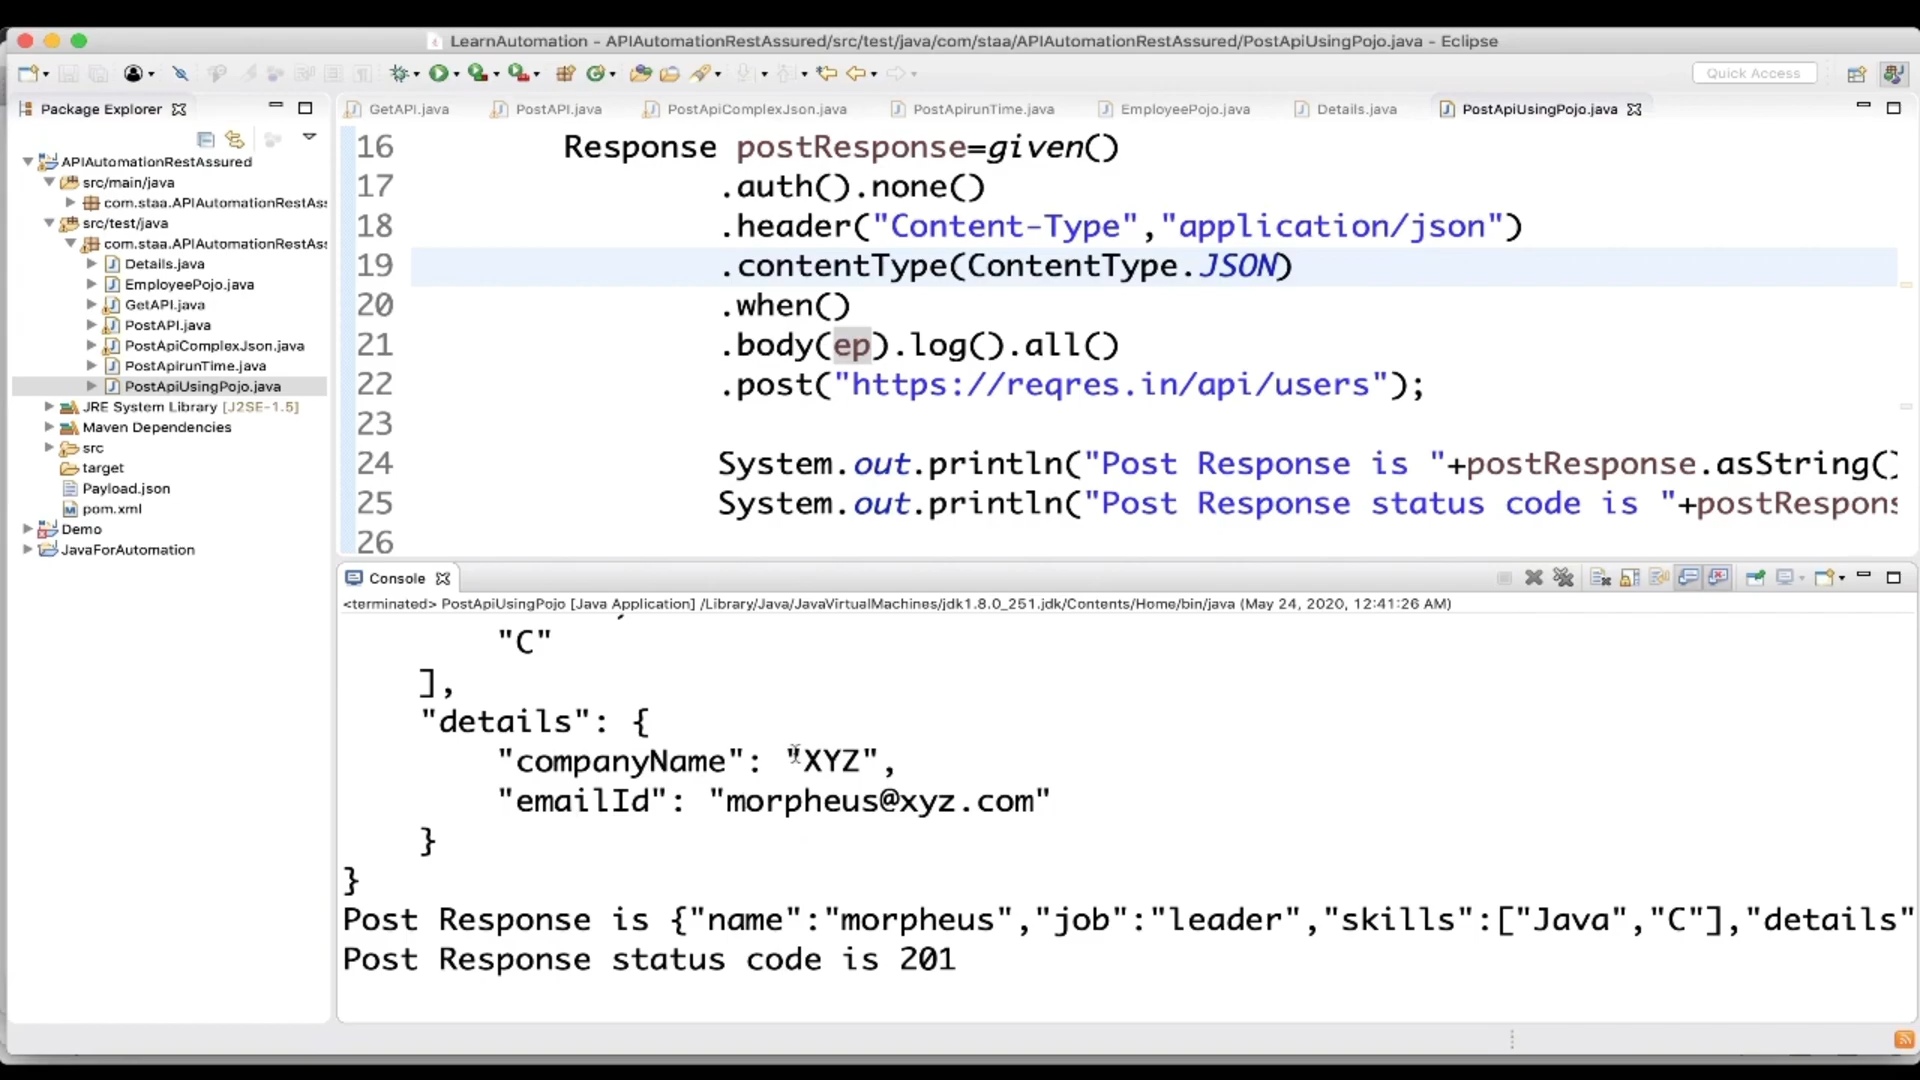 LearnAutomation - APIAutomationRestAssured/src/test/java/com/staa/APIAutomationRestAssured/PostApiUsingPojo.java - Eclipse
Quick Access
Package Explorer
GetAPI.java
PostAPI.java
PostApiComplexJson.java
PostApirunTime.java
EmployeePojo.java
Details.java
PostApiUsingPojo.java
APIAutomationRestAssured
src/main/java
com.staa.APIAutomationRestAs
src/test/java
com.staa.APIAutomationRestAs
Details.java
EmployeePojo.java
GetAPI.java
PostAPI.java
PostApiComplexJson.java
PostApirunTime.java
PostApiUsingPojo.java
JRE System Library [J2SE-1.5]
Maven Dependencies
src
target
Payload.json
pom.xml
Demo
JavaForAutomation
16 Response postResponse=given()
17 .auth().none()
18 .header("Content-Type","application/json")
19 .contentType(ContentType.JSON)
20 .when()
21 .body(ep).log().all()
22 .post("https://reqres.in/api/users");
23
24 System.out.println("Post Response is "+postResponse.asString()
25 System.out.println("Post Response status code is "+postRespons
26
Console
<terminated> PostApiUsingPojo [Java Application] /Library/Java/JavaVirtualMachines/jdk1.8.0_251.jdk/Contents/Home/bin/java (May 24, 2020, 12:41:26 AM)
"C"
],
"details": {
"companyName": "XYZ",
"emailId": "morpheus@xyz.com"
}
}
Post Response is {"name":"morpheus","job":"leader","skills":["Java","C"],"details"
Post Response status code is 201